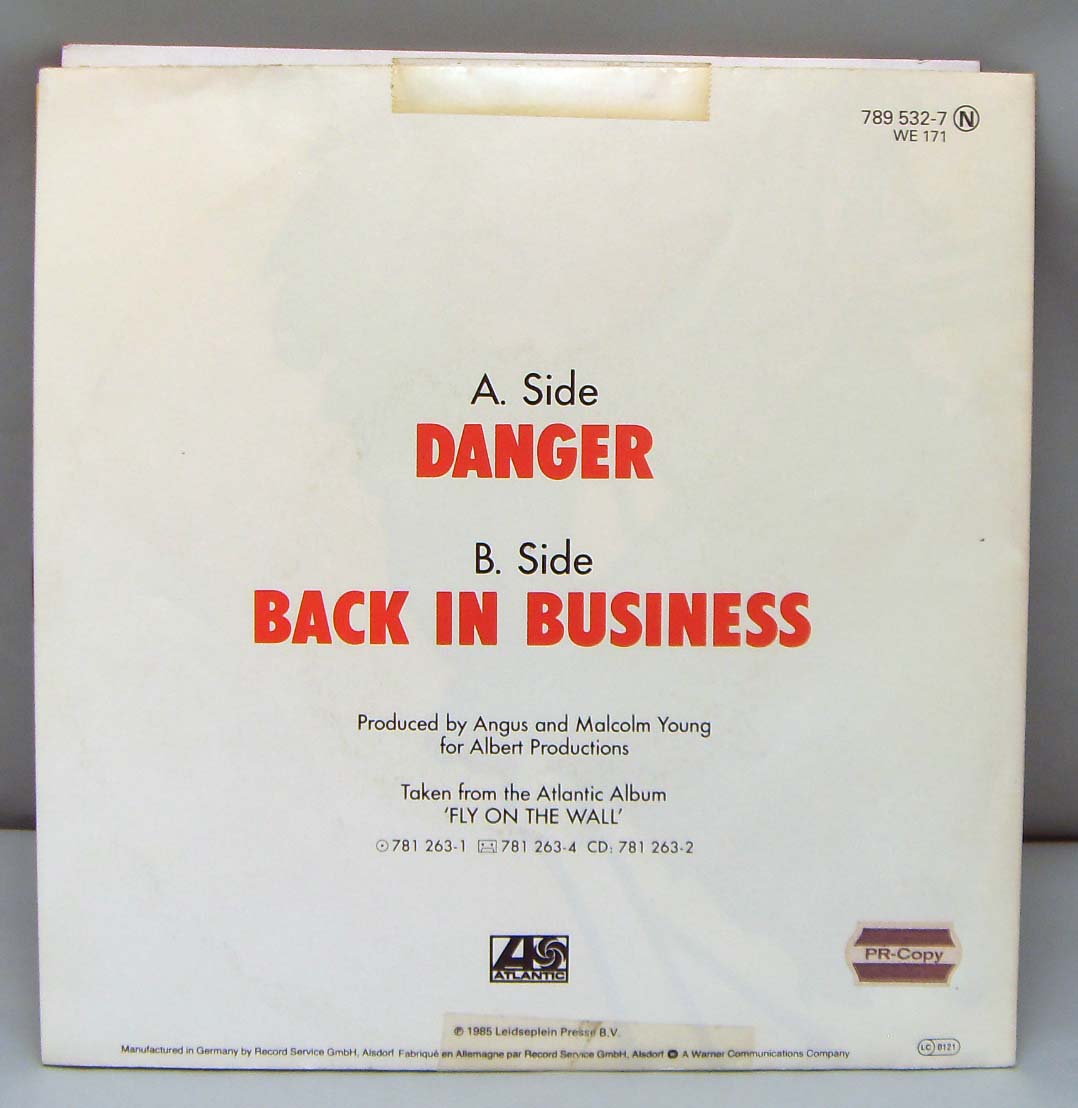 789 532-7 Ⓝ
WE 171
A. Side
DANGER
B. Side
BACK IN BUSINESS
Produced by Angus and Malcolm Young
for Albert Productions
Taken from the Atlantic Album
'FLY ON THE WALL'
781 263-1 781 263-4 CD: 781 263-2
ATLANTIC
PR-Copy
℗ 1985 Leidseplein Presse B.V.
Manufactured in Germany by Record Service GmbH, Alsdorf Fabriqué en Allemagne par Record Service GmbH, Alsdorf A Warner Communications Company
LC 0121